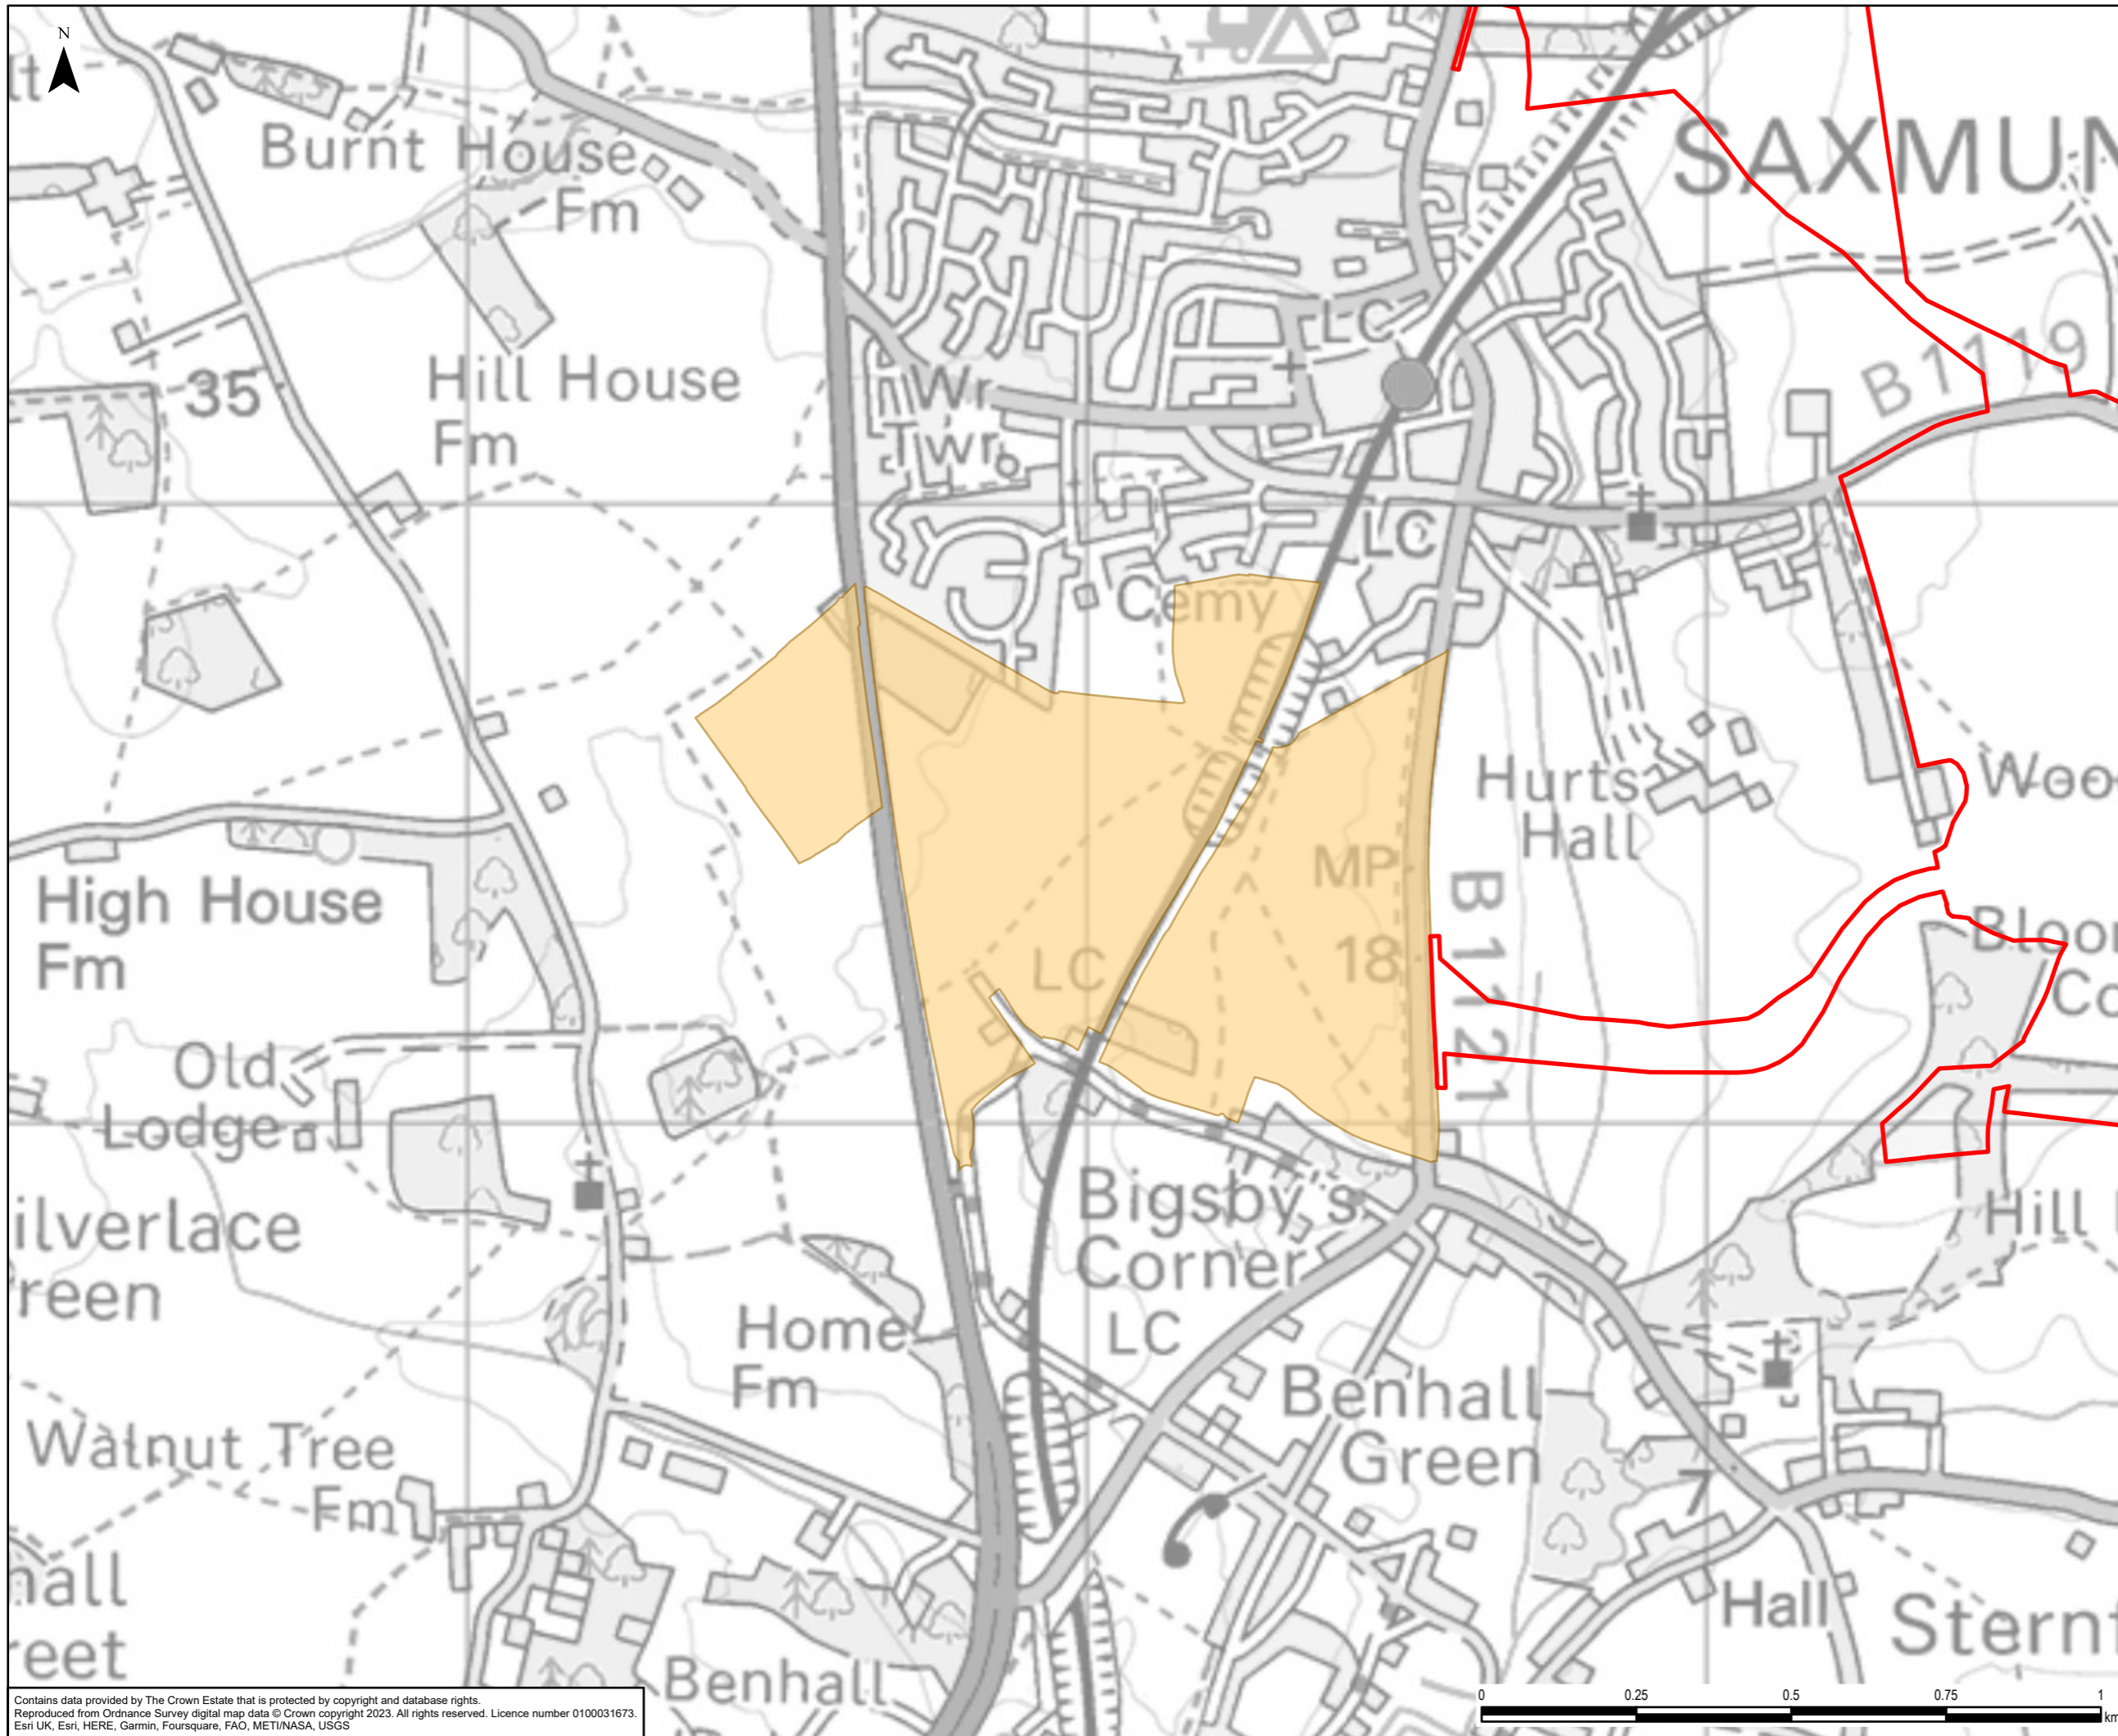 N
SAXMUN
Burnt House
Fm
LC
B1119
35
Hill House
Fm
Wr
Twr
LC
Cemy
Hurts
Hall
Woo
MP
18
B1121
High House
Fm
LC
Bloo
Co
Old
Lodge
ilverlace
reen
Bigsby's
Corner
Hill
Home
Fm
LC
Benhall
Green
Walnut Tree
Fm
7
hall
reet
Hall
Stern
Benhall
0 0.25 0.5 0.75 1
km
Contains data provided by The Crown Estate that is protected by copyright and database rights.
Reproduced from Ordnance Survey digital map data © Crown copyright 2023. All rights reserved. Licence number 0100031673.
Esri UK, Esri, HERE, Garmin, Foursquare, FAO, METI/NASA, USGS